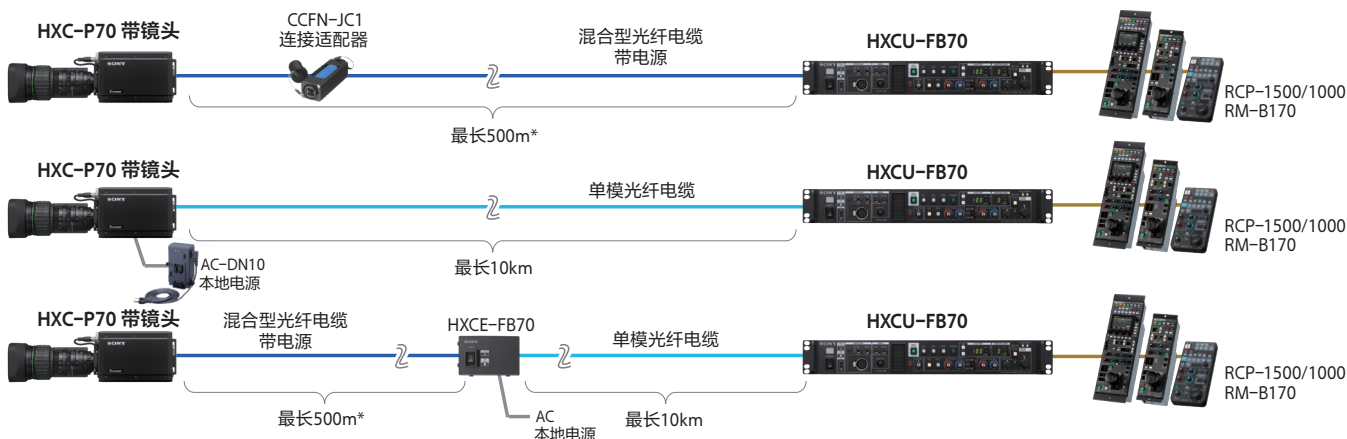 HXC-P70 带镜头
CCFN-JC1
连接适配器
混合型光纤电缆
带电源
HXCU-FB70
SONY
RCP-1500/1000
RM-B170
最长500m*
HXC-P70 带镜头
SONY
单模光纤电缆
HXCU-FB70
AC-DN10
本地电源
最长10km
RCP-1500/1000
RM-B170
HXC-P70 带镜头
SONY
混合型光纤电缆
带电源
HXCE-FB70
SONY
单模光纤电缆
HXCU-FB70
RCP-1500/1000
RM-B170
最长500m*
AC
本地电源
最长10km